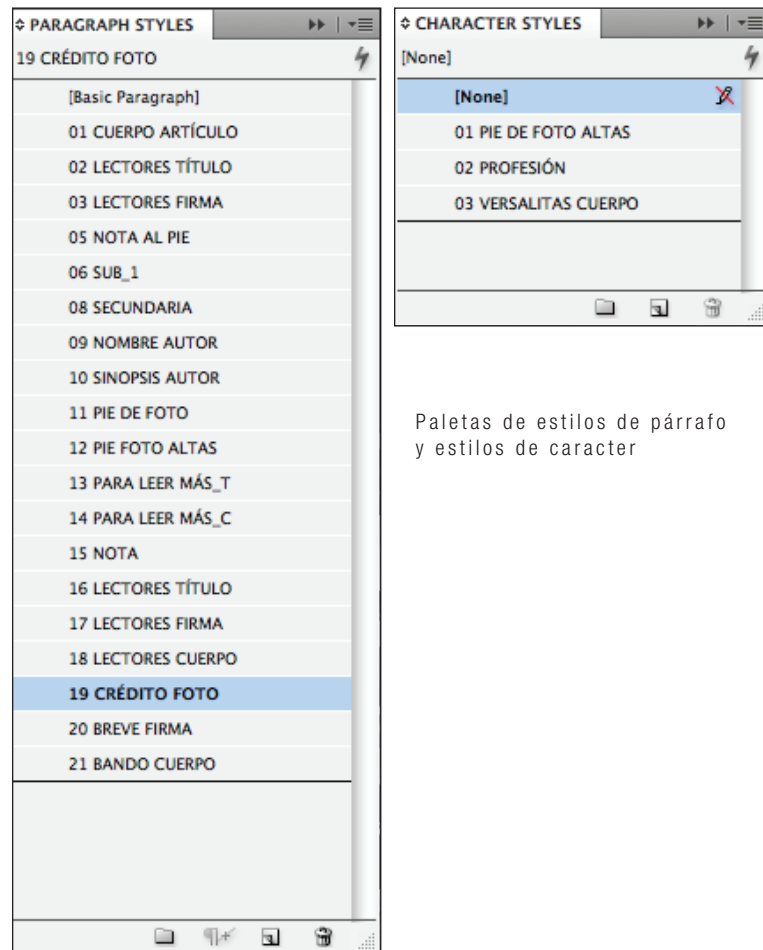 PARAGRAPH STYLES
19 CRÉDITO FOTO
[Basic Paragraph]
01 CUERPO ARTÍCULO
02 LECTORES TÍTULO
03 LECTORES FIRMA
05 NOTA AL PIE
06 SUB_1
08 SECUNDARIA
09 NOMBRE AUTOR
10 SINOPSIS AUTOR
11 PIE DE FOTO
12 PIE FOTO ALTAS
13 PARA LEER MÁS_T
14 PARA LEER MÁS_C
15 NOTA
16 LECTORES TÍTULO
17 LECTORES FIRMA
18 LECTORES CUERPO
19 CRÉDITO FOTO
20 BREVE FIRMA
21 BANDO CUERPO
CHARACTER STYLES
[None]
[None]
01 PIE DE FOTO ALTAS
02 PROFESIÓN
03 VERSALITAS CUERPO
Paletas de estilos de párrafo
y estilos de caracter